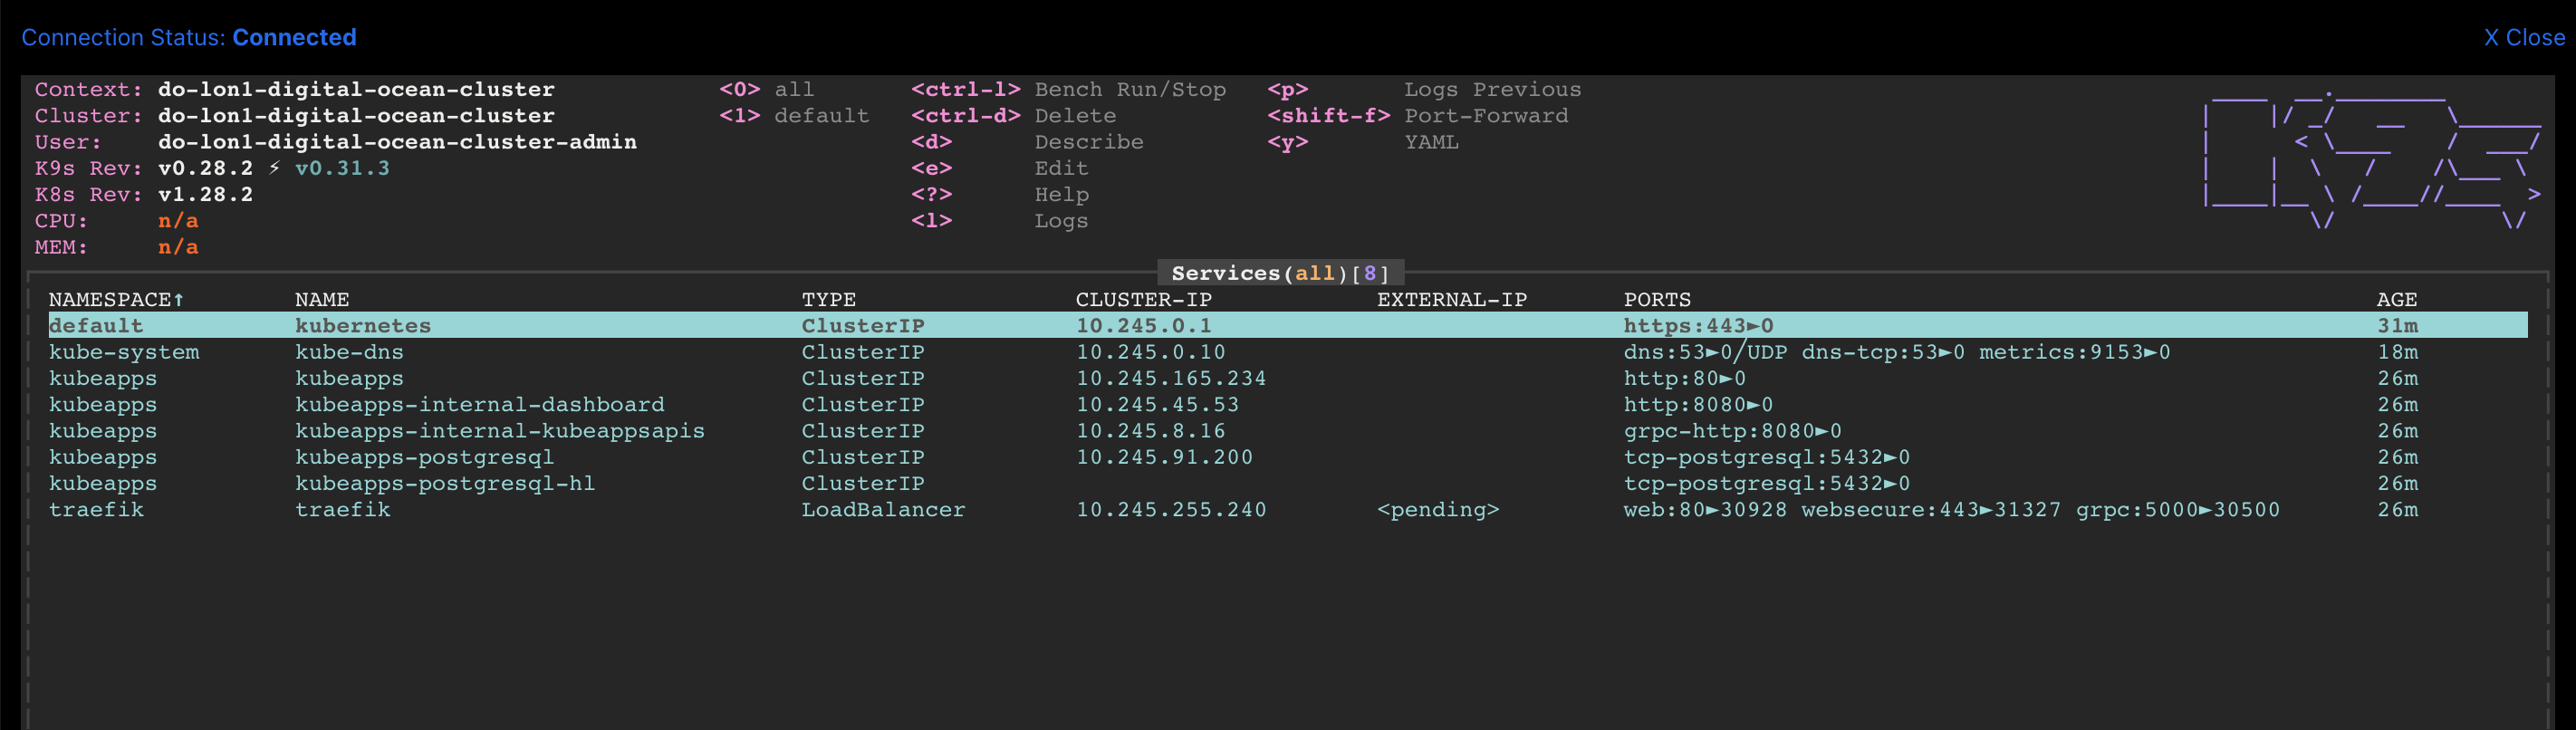 Connection Status: Connected X Close
Context: do-lon1-digital-ocean-cluster <0> all <ctrl-l> Bench Run/Stop <p> Logs Previous
Cluster: do-lon1-digital-ocean-cluster <1> default <ctrl-d> Delete <shift-f> Port-Forward
User: do-lon1-digital-ocean-cluster-admin <d> Describe <y> YAML
K9s Rev: v0.28.2 ⚡ v0.31.3 <e> Edit
K8s Rev: v1.28.2 <?> Help
CPU: n/a <l> Logs
MEM: n/a
Services(all)[8]
NAMESPACE↑ NAME TYPE CLUSTER-IP EXTERNAL-IP PORTS AGE
default kubernetes ClusterIP 10.245.0.1 https:443►0 31m
kube-system kube-dns ClusterIP 10.245.0.10 dns:53►0╱UDP dns-tcp:53►0 metrics:9153►0 18m
kubeapps kubeapps ClusterIP 10.245.165.234 http:80►0 26m
kubeapps kubeapps-internal-dashboard ClusterIP 10.245.45.53 http:8080►0 26m
kubeapps kubeapps-internal-kubeappsapis ClusterIP 10.245.8.16 grpc-http:8080►0 26m
kubeapps kubeapps-postgresql ClusterIP 10.245.91.200 tcp-postgresql:5432►0 26m
kubeapps kubeapps-postgresql-hl ClusterIP tcp-postgresql:5432►0 26m
traefik traefik LoadBalancer 10.245.255.240 <pending> web:80►30928 websecure:443►31327 grpc:5000►30500 26m